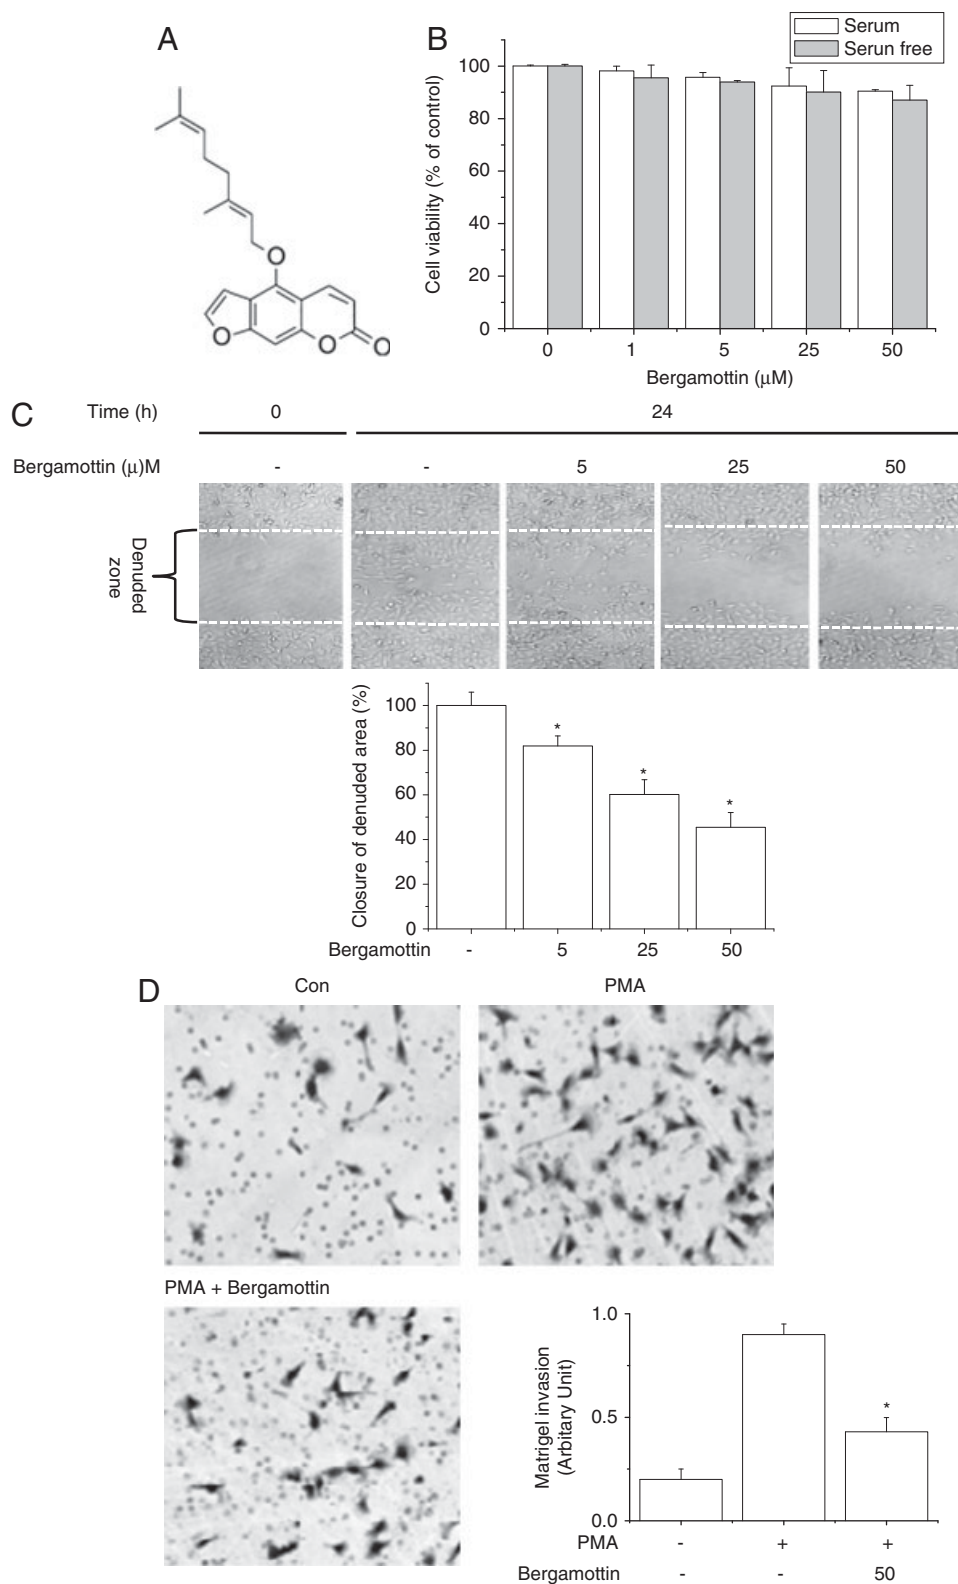 A
O
O
O
O
B
Serum
Serun free
Cell viability (% of control)
100
80
60
40
20
0
0 1 5 25 50
Bergamottin (μM)
C
Time (h) 0 24
Bergamottin (μ)M - - 5 25 50
Denuded
zone
Closure of denuded area (%)
100
80
60
40
20
0
* * *
Bergamottin - 5 25 50
D
Con PMA
PMA + Bergamottin
Matrigel invasion
(Arbitary Unit)
1.0
0.5
0.0
*
PMA - + +
Bergamottin - - 50